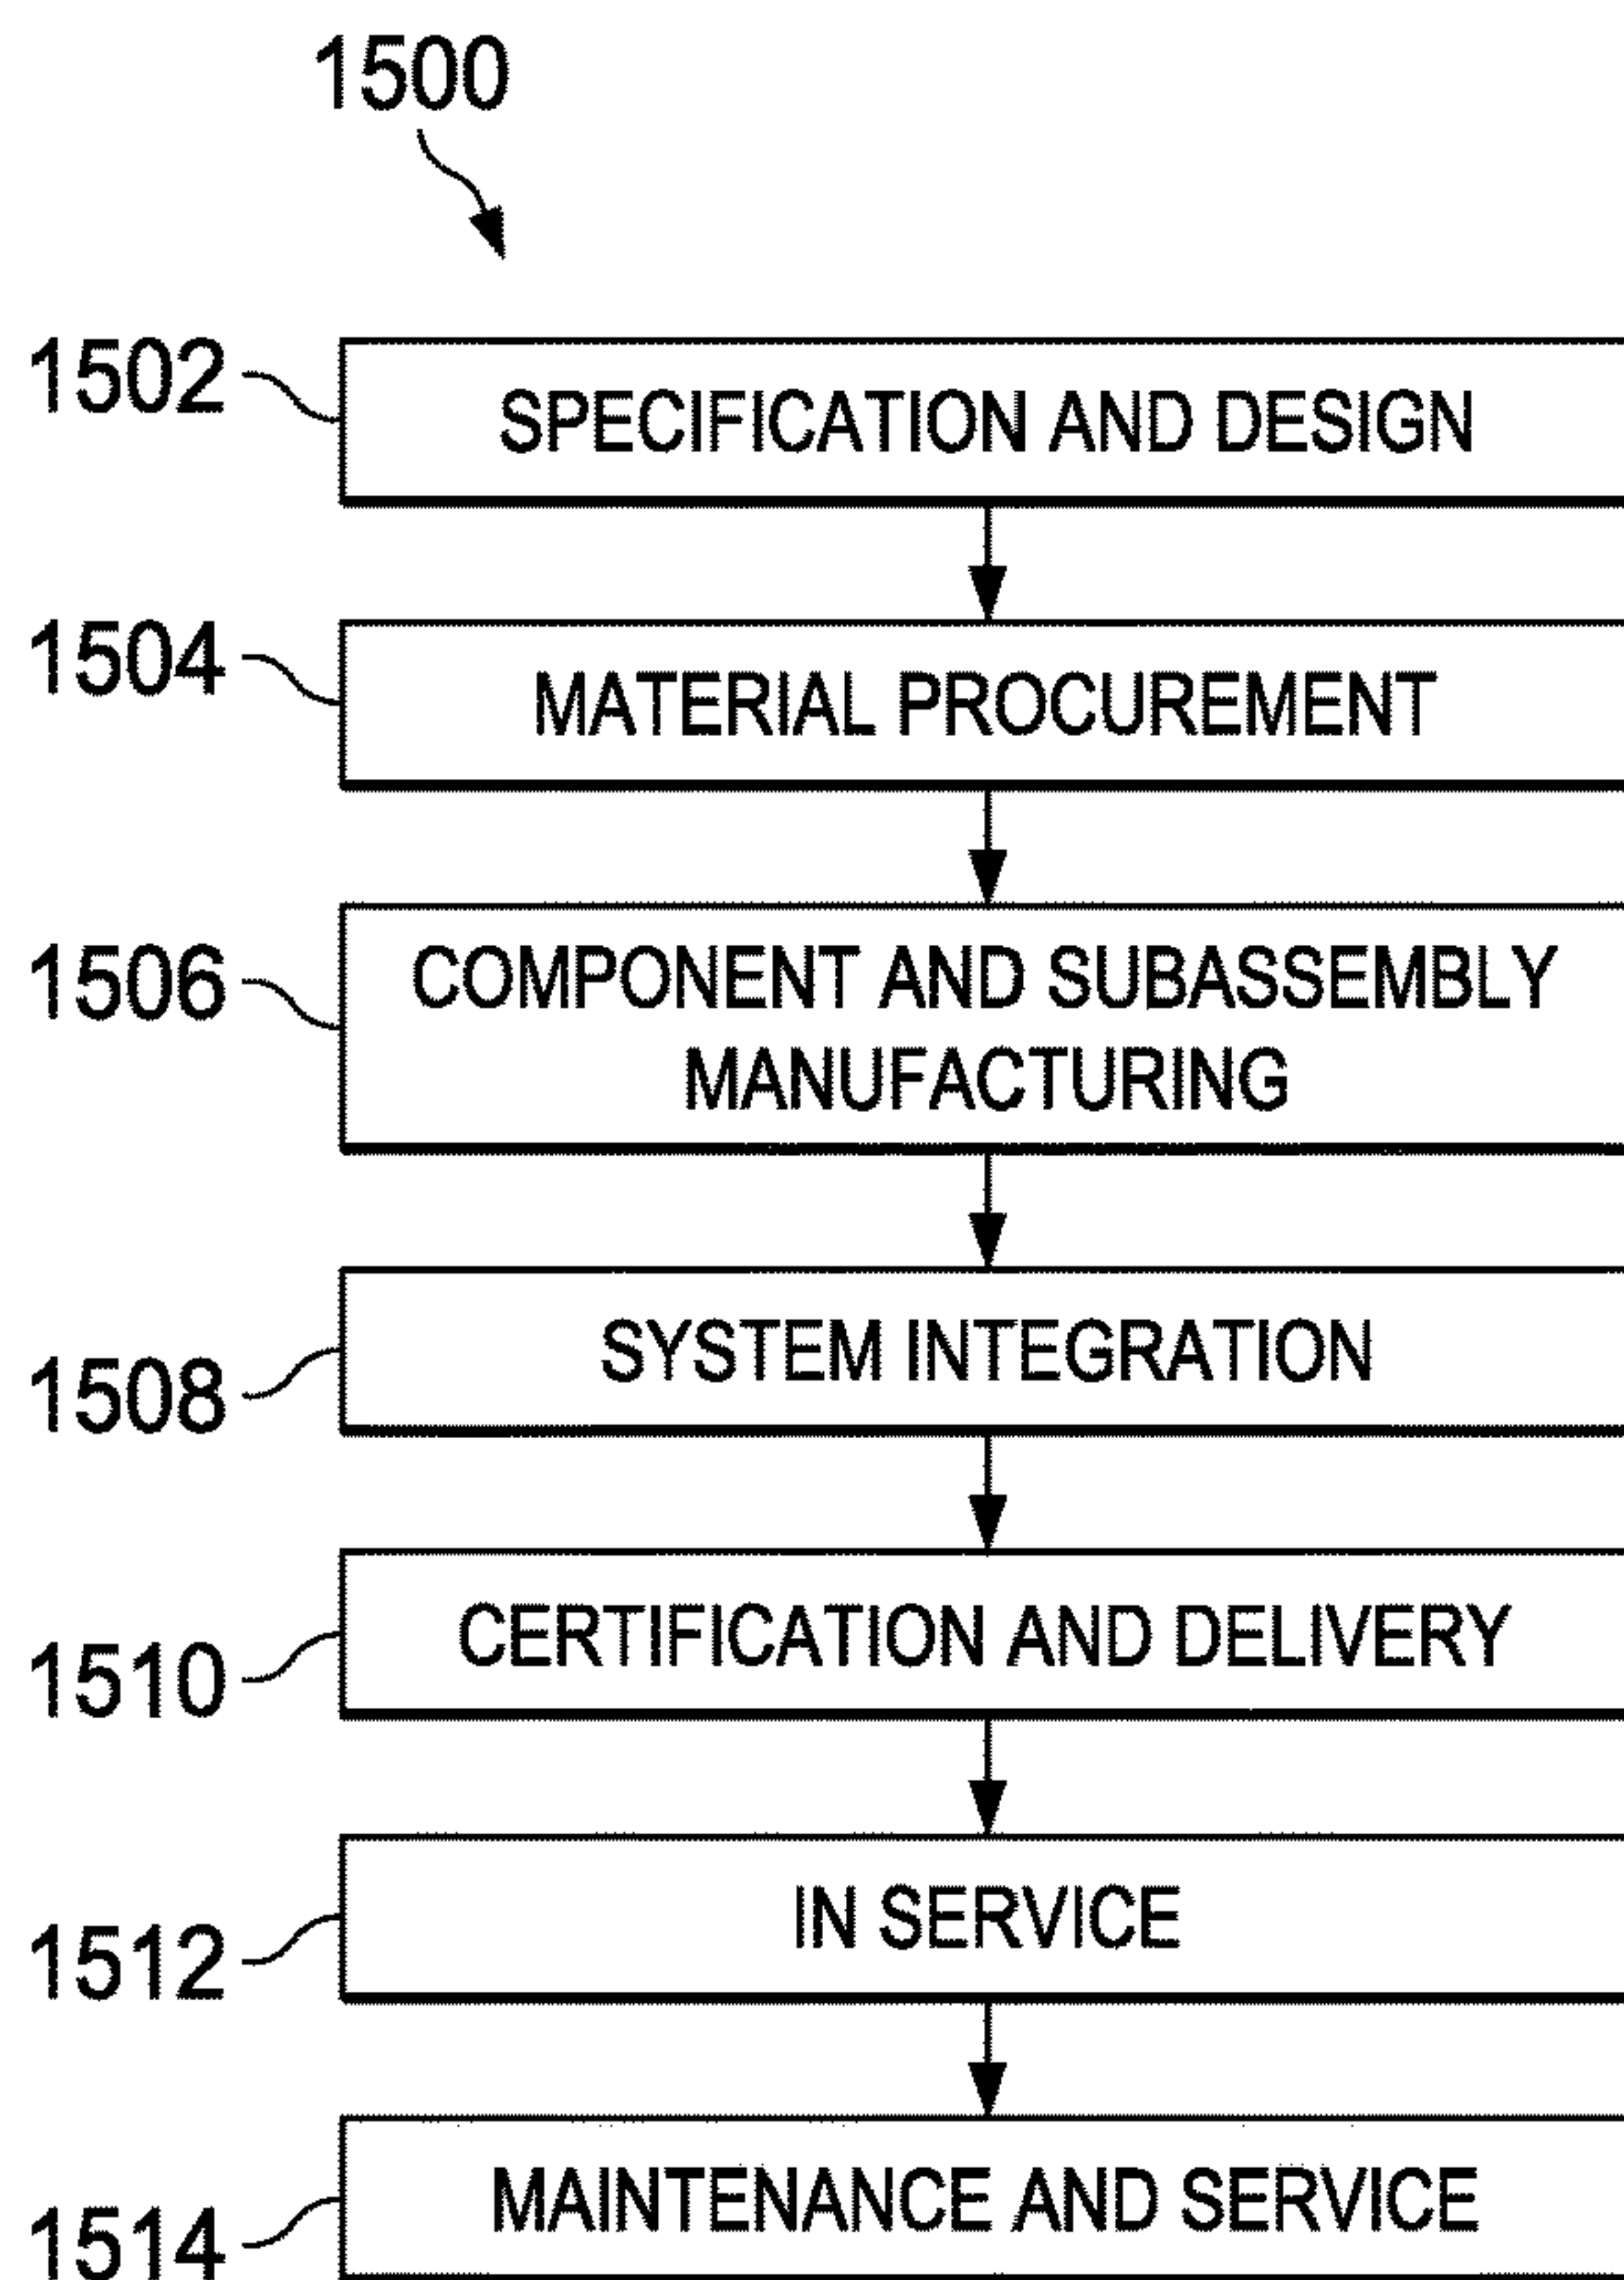 1500
1502
SPECIFICATION AND DESIGN
1504
MATERIAL PROCUREMENT
1506
COMPONENT AND SUBASSEMBLY
MANUFACTURING
1508
SYSTEM INTEGRATION
1510
CERTIFICATION AND DELIVERY
1512
IN SERVICE
1514
MAINTENANCE AND SERVICE